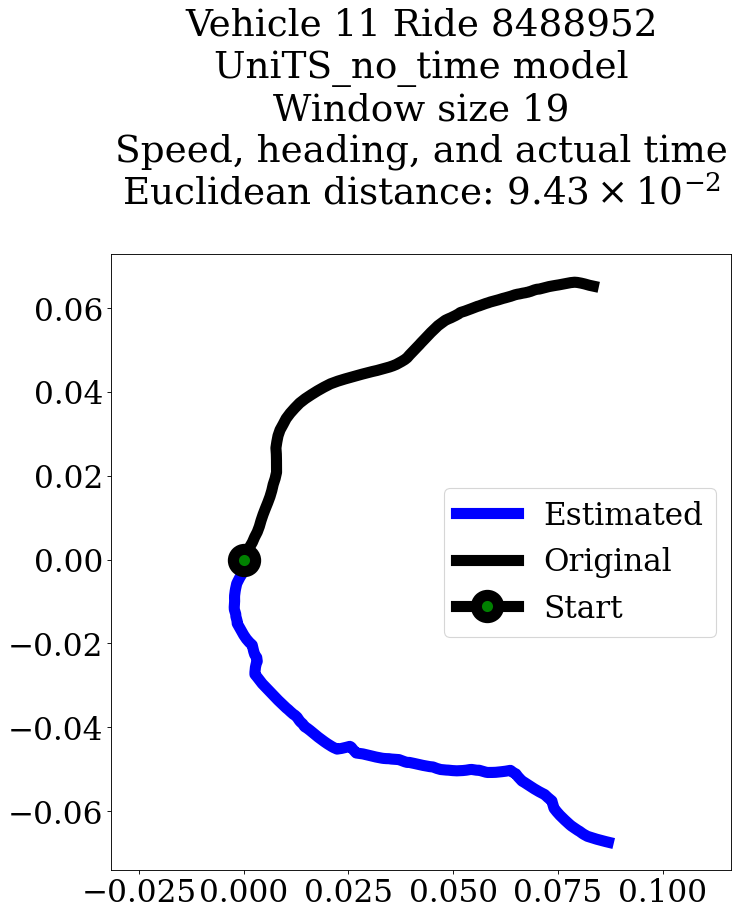 Vehicle 11 Ride 8488952
UniTS_no_time model
Window size 19
Speed, heading, and actual time
Euclidean distance: 9.43 × 10⁻²
0.06
0.04
0.02
0.00
−0.02
−0.04
−0.06
Estimated
Original
Start
−0.025 0.000 0.025 0.050 0.075 0.100